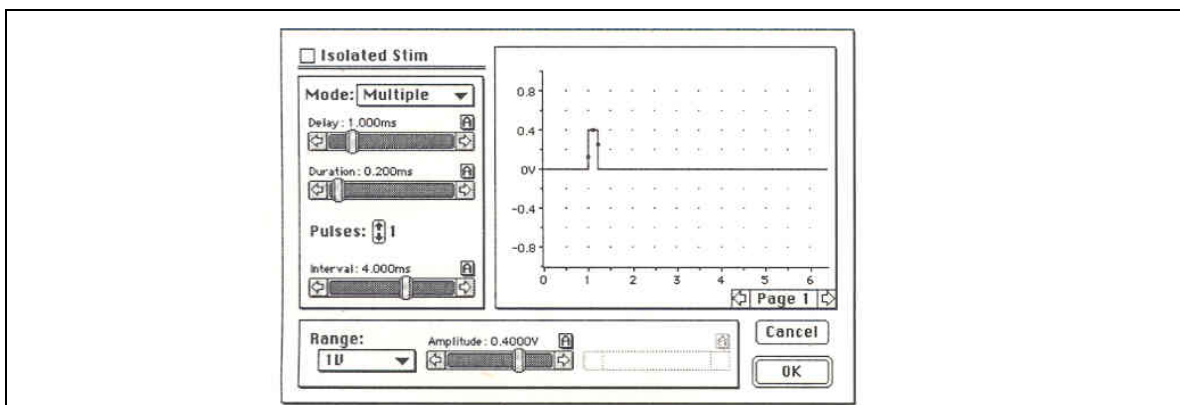 Isolated Stim
Mode: Multiple
Delay: 1.000ms
A
Duration: 0.200ms
A
Pulses: 1
Interval: 4.000ms
A
0.8
0.4
0V
-0.4
-0.8
0 1 2 3 4 5 6
Page 1
Range:
1V
Amplitude: 0.4000V
A
A
Cancel
OK